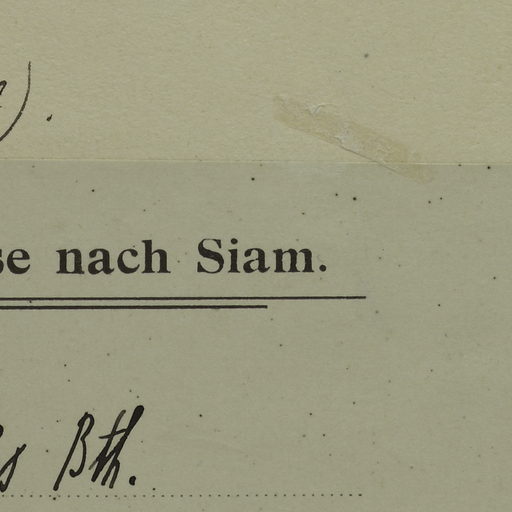 ).
se nach Siam.
s Bth.